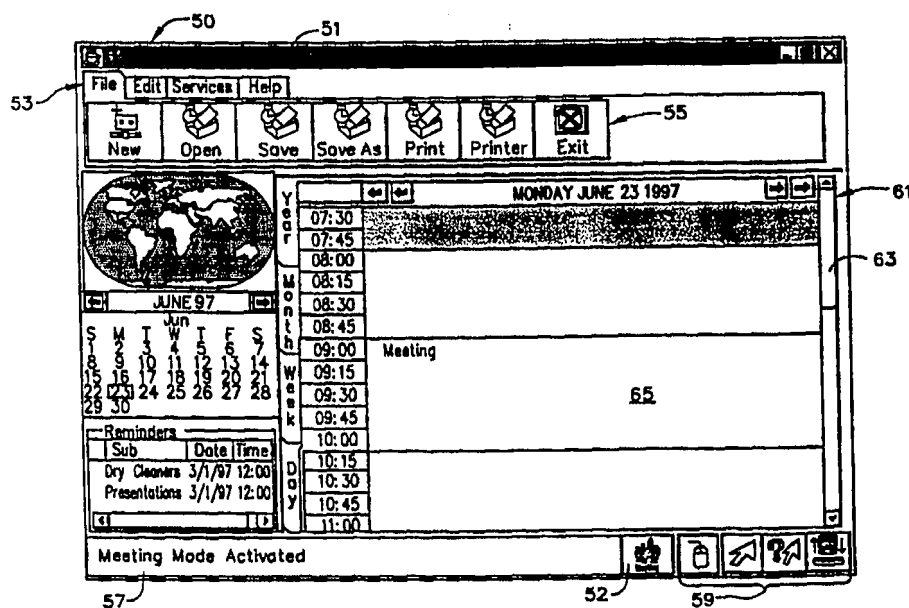 50
51
53
File Edit Services Help
New Open Save Save As Print Printer Exit
55
61
63
Year
Month
Week
Day
MONDAY JUNE 23 1997
07:30
07:45
08:00
08:15
08:30
08:45
09:00 Meeting
09:15
09:30
09:45
10:00
10:15
10:30
10:45
11:00
65
JUNE 97
Jun
S M T W T F S
1 2 3 4 5 6 7
8 9 10 11 12 13 14
15 16 17 18 19 20 21
22 23 24 25 26 27 28
29 30
Reminders
Sub Date Time
Dry Cleaners 3/1/97 12:00
Presentations 3/1/97 12:00
Meeting Mode Activated
?
57
52
59